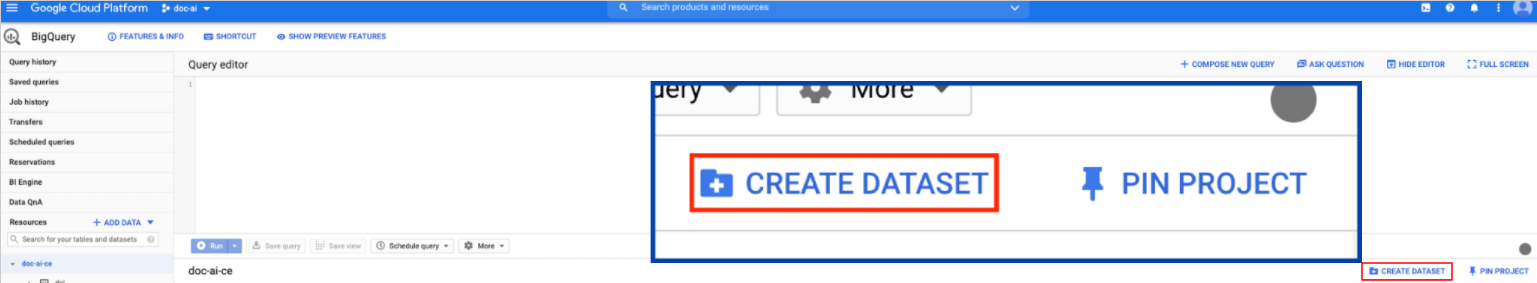 Google Cloud Platform doc-ai Search products and resources
BigQuery FEATURES & INFO SHORTCUT SHOW PREVIEW FEATURES
Query history
Saved queries
Job history
Transfers
Scheduled queries
Reservations
BI Engine
Data QnA
Resources + ADD DATA
Search for your tables and datasets
doc-ai-ce
Query editor + COMPOSE NEW QUERY ASK QUESTION HIDE EDITOR FULL SCREEN
1
More
CREATE DATASET PIN PROJECT
Run Save query Save view Schedule query More
doc-ai-ce CREATE DATASET PIN PROJECT